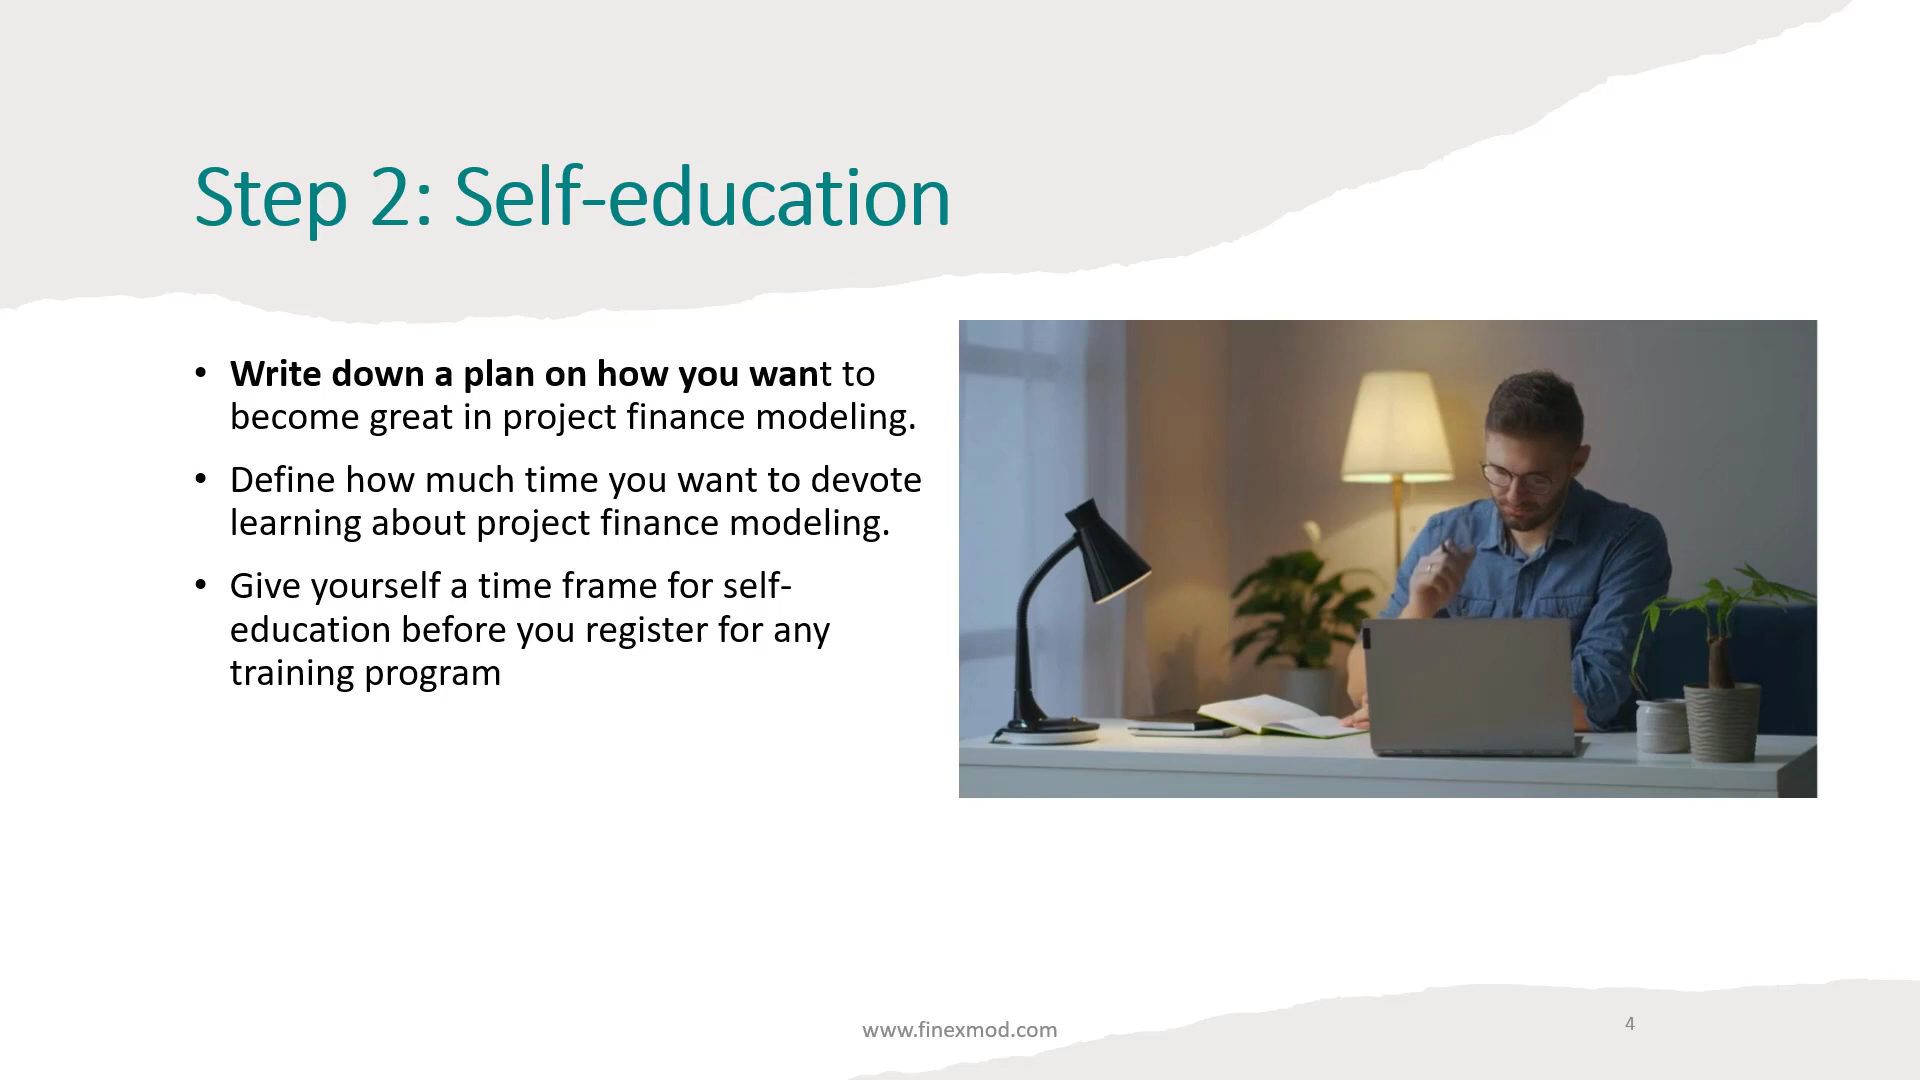 Step 2: Self-education
• Write down a plan on how you want to
become great in project finance modeling.
• Define how much time you want to devote
learning about project finance modeling.
• Give yourself a time frame for self-
education before you register for any
training program
www.finexmod.com
4